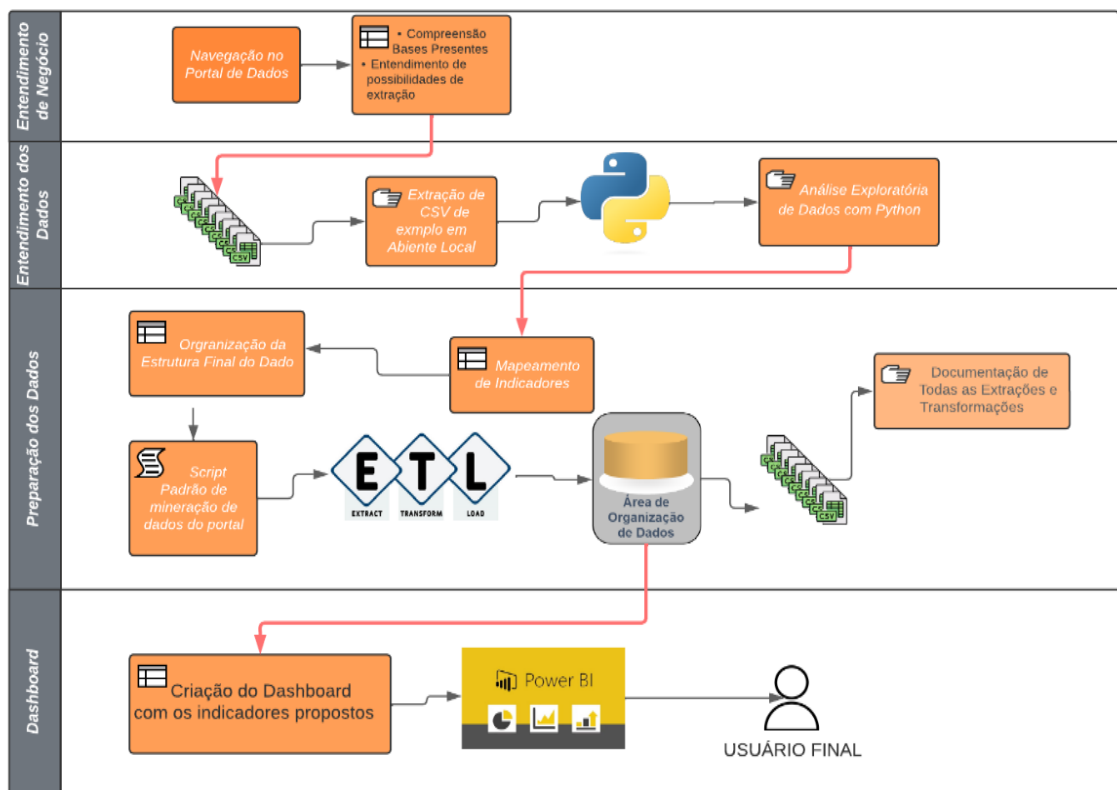 Entendimento
de Negócio
Navegação no
Portal de Dados
• Compreensão
Bases Presentes
• Entendimento de
possibilidades de
extração
Entendimento dos
Dados
CSV
Extração de
CSV de
exmplo em
Abiente Local
Análise Exploratória
de Dados com Python
Preparação dos Dados
Orgranização da
Estrutura Final do Dado
Mapeamento
de Indicadores
Documentação de
Todas as Extrações e
Transformações
Script
Padrão de
mineração de
dados do portal
E T L
EXTRACT TRANSFORM LOAD
Área de
Organização
de Dados
CSV
Dashboard
Criação do Dashboard
com os indicadores propostos
Power BI
USUÁRIO FINAL